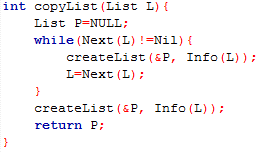 int copyList(List L){
    List P=NULL;
    while(Next(L)!=Nil){
        createList(&P, Info(L));
        L=Next(L);
    }
    createList(&P, Info(L));
    return P;
}